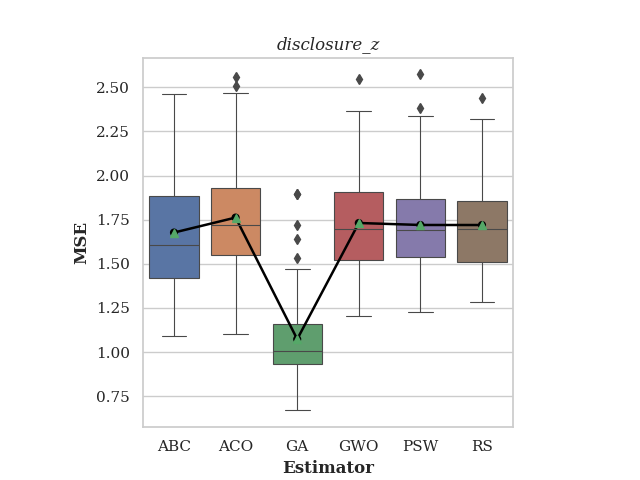 disclosure_z
2.50
2.25
2.00
1.75
1.50
1.25
1.00
0.75
MSE
ABC ACO GA GWO PSW RS
Estimator